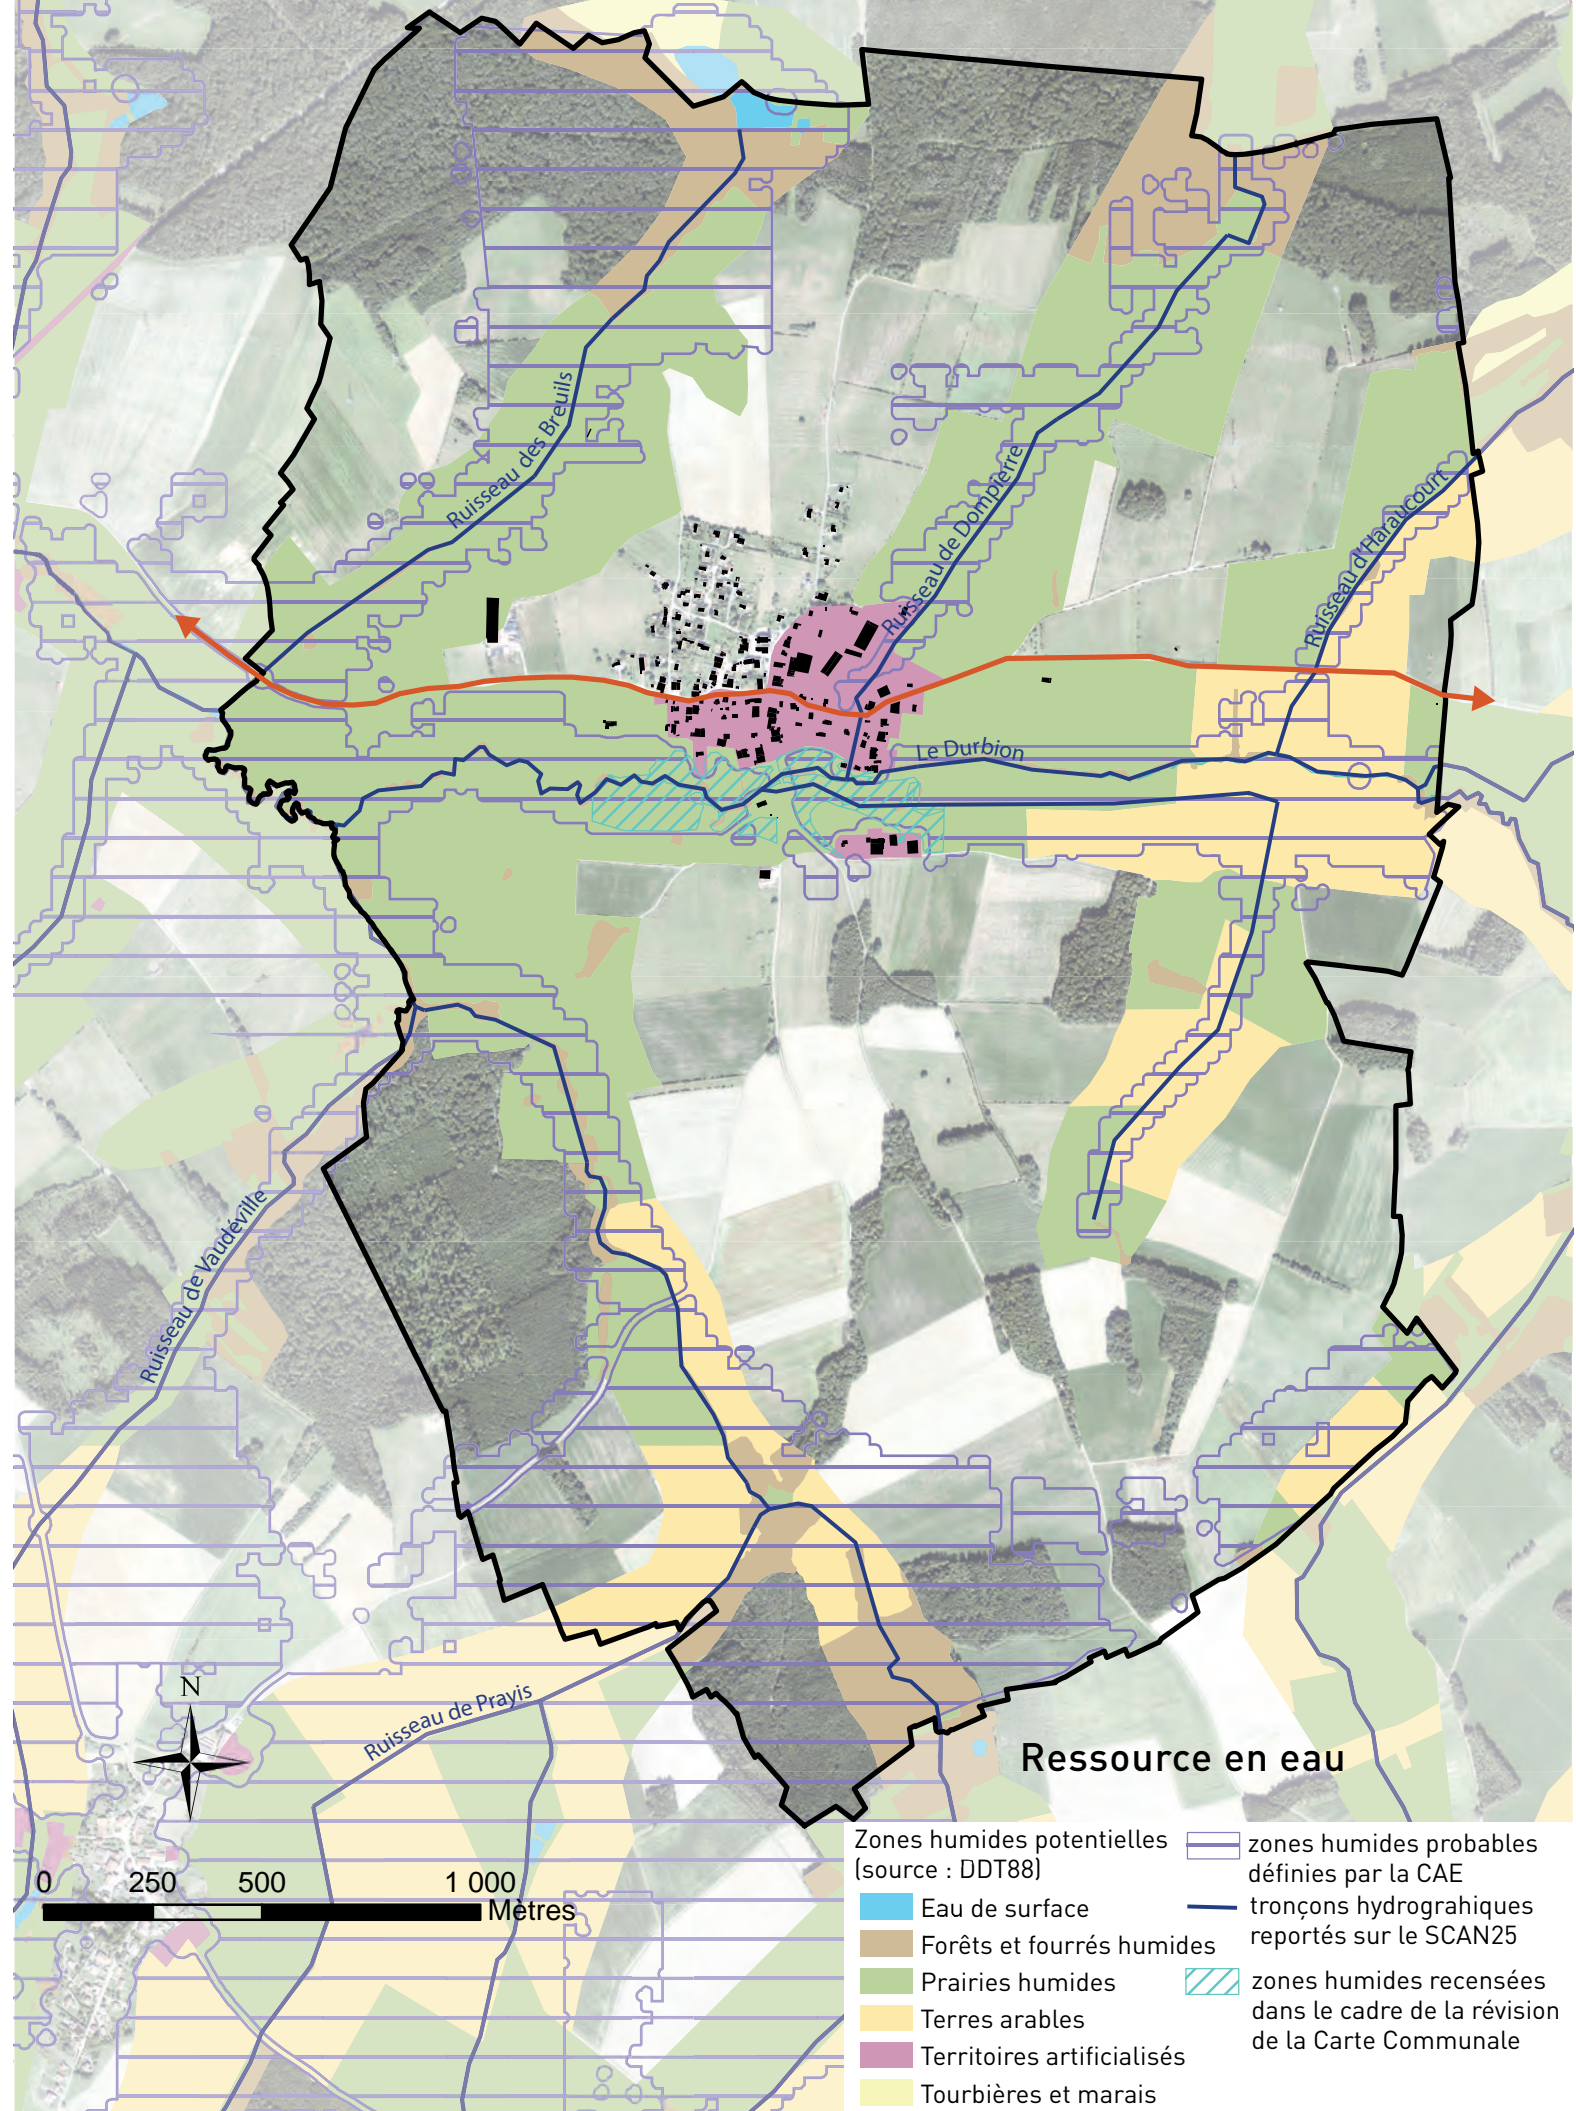 Ruisseau des Breuils
Ruisseau de Dompierre
Ruisseau d'Haraucourt
Le Durbion
Ruisseau de Vaudéville
N
Ruisseau de Prayis
Ressource en eau
0 250 500 1 000
Mètres
Zones humides potentielles
(source : DDT88)
Eau de surface
Forêts et fourrés humides
Prairies humides
Terres arables
Territoires artificialisés
Tourbières et marais
zones humides probables
définies par la CAE
tronçons hydrograhiques
reportés sur le SCAN25
zones humides recensées
dans le cadre de la révision
de la Carte Communale